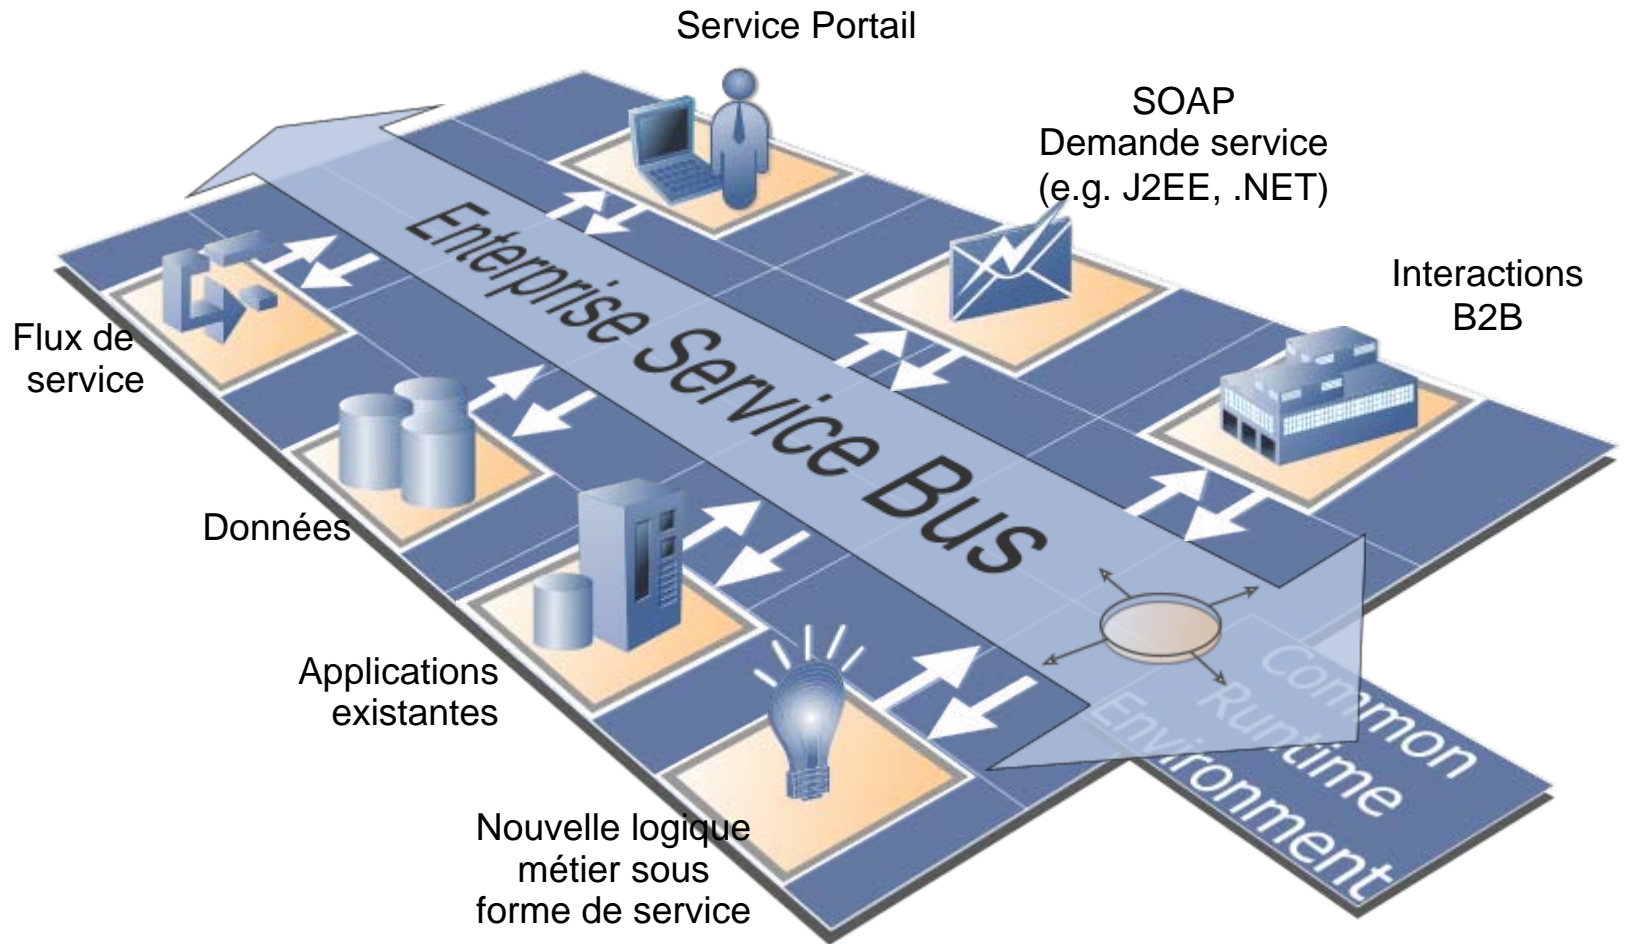 Service Portail
SOAP
Demande service
(e.g. J2EE, .NET)
Interactions
B2B
Enterprise Service Bus
Flux de
service
Données
Applications
existantes
Nouvelle logique
métier sous
forme de service
Common
Runtime
Environment